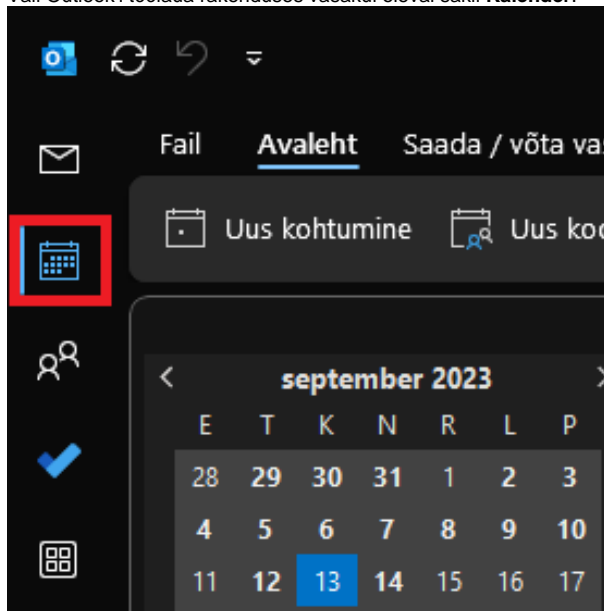 Fail Avaleht Saada / võta vas
Uus kohtumine Uus koo
september 2023
E T K N R L P
28 29 30 31 1 2 3
4 5 6 7 8 9 10
11 12 13 14 15 16 17